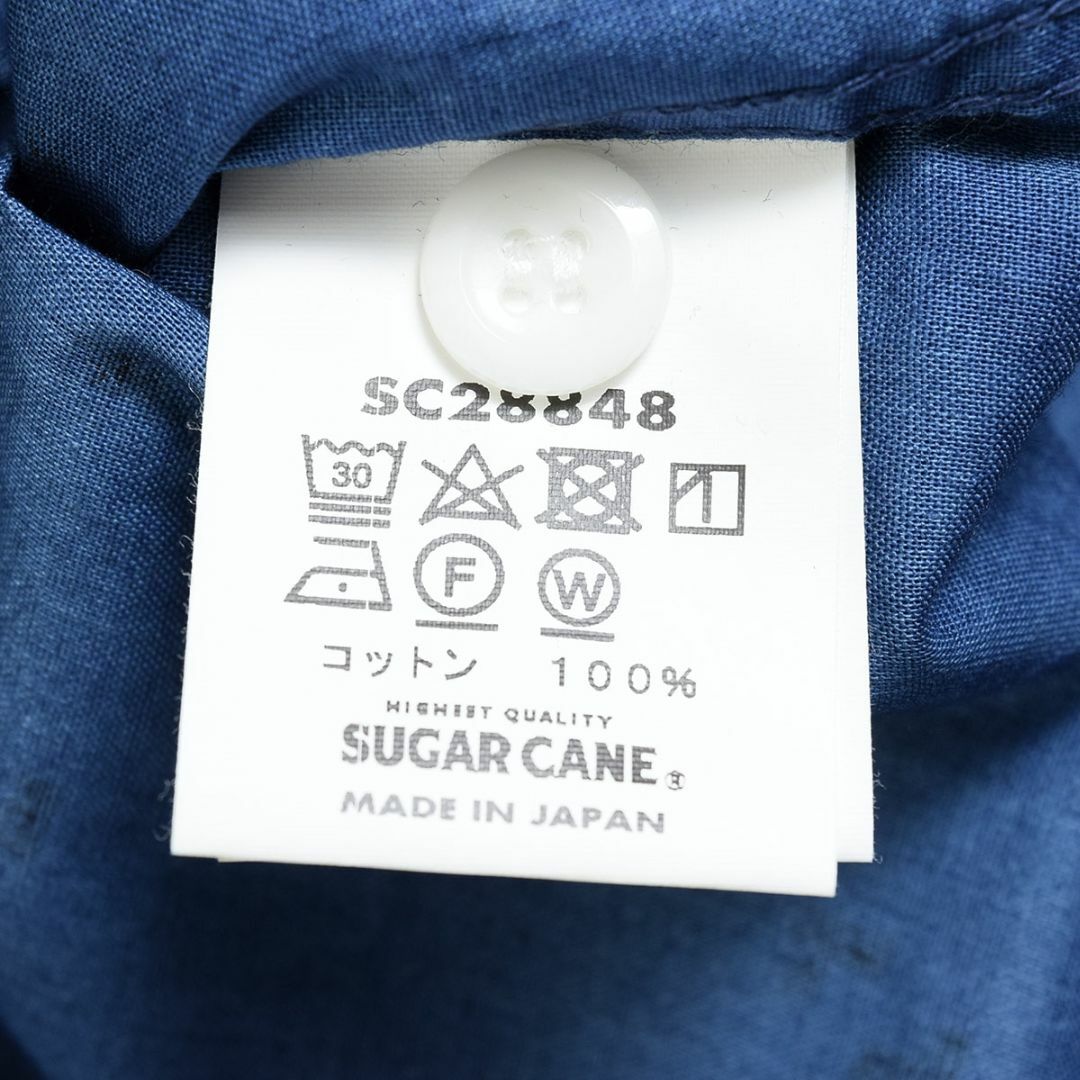 SC28848
30
F W
コットン 100%
HIGHEST QUALITY
SUGAR CANE®
MADE IN JAPAN